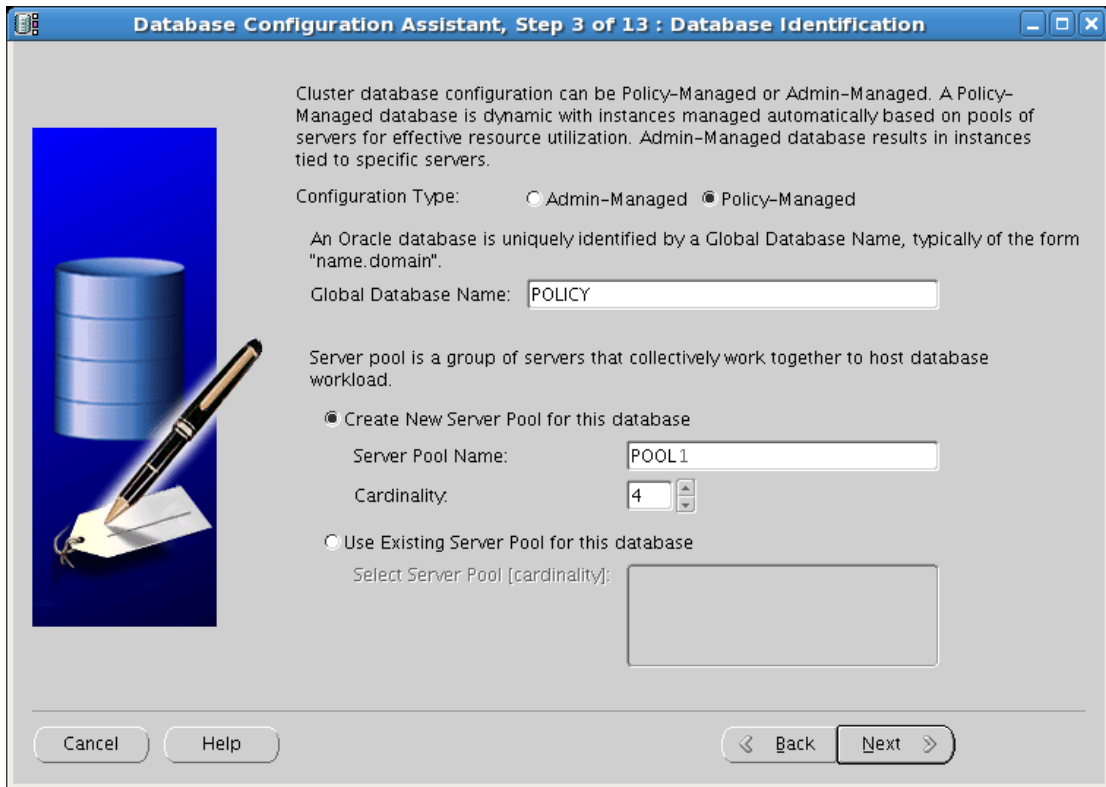 Database Configuration Assistant, Step 3 of 13 : Database Identification
Cluster database configuration can be Policy-Managed or Admin-Managed. A Policy-
Managed database is dynamic with instances managed automatically based on pools of
servers for effective resource utilization. Admin-Managed database results in instances
tied to specific servers.
Configuration Type: Admin-Managed Policy-Managed
An Oracle database is uniquely identified by a Global Database Name, typically of the form
"name.domain".
Global Database Name: POLICY
Server pool is a group of servers that collectively work together to host database
workload.
Create New Server Pool for this database
Server Pool Name: POOL1
Cardinality: 4
Use Existing Server Pool for this database
Select Server Pool [cardinality]:
Cancel Help Back Next